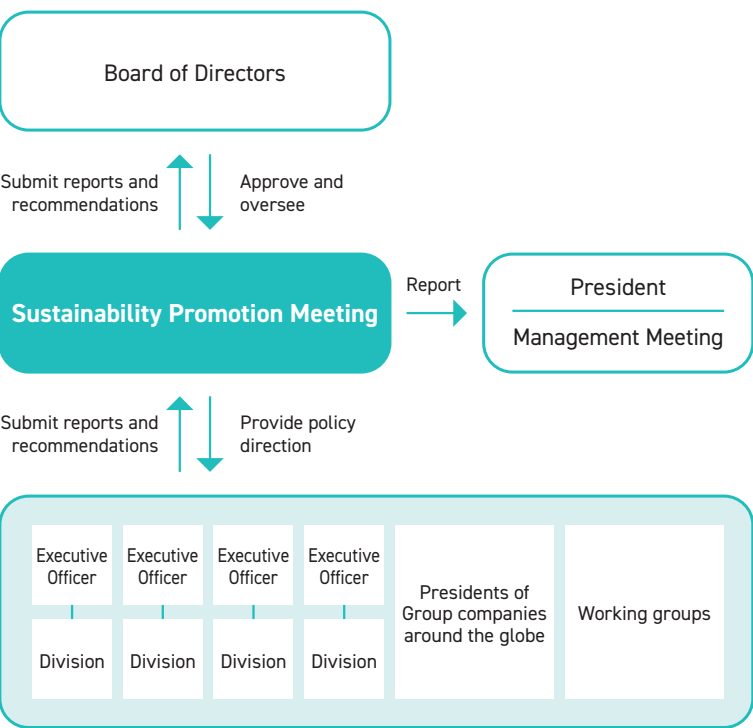 Board of Directors
Submit reports and
recommendations
Approve and
oversee
Sustainability Promotion Meeting
Report
President
Management Meeting
Submit reports and
recommendations
Provide policy
direction
Executive
Officer
Executive
Officer
Executive
Officer
Executive
Officer
Division
Division
Division
Division
Presidents of
Group companies
around the globe
Working groups